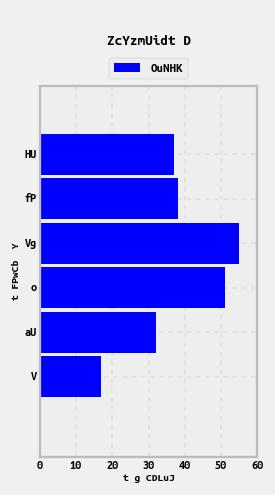 ZcYzmUidt D
OuNHK
HU
fP
Vg
o
aU
V
t FPwCb Y
0 10 20 30 40 50 60
t g CDLuJ